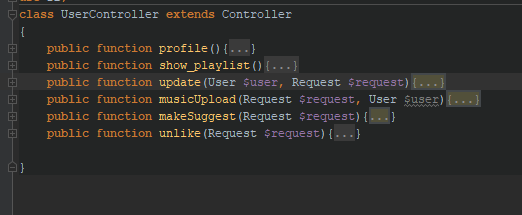 class UserController extends Controller
{
public function profile(){...}
public function show_playlist(){...}
public function update(User $user, Request $request){...}
public function musicUpload(Request $request, User $user){...}
public function makeSuggest(Request $request){...}
public function unlike(Request $request){...}
}